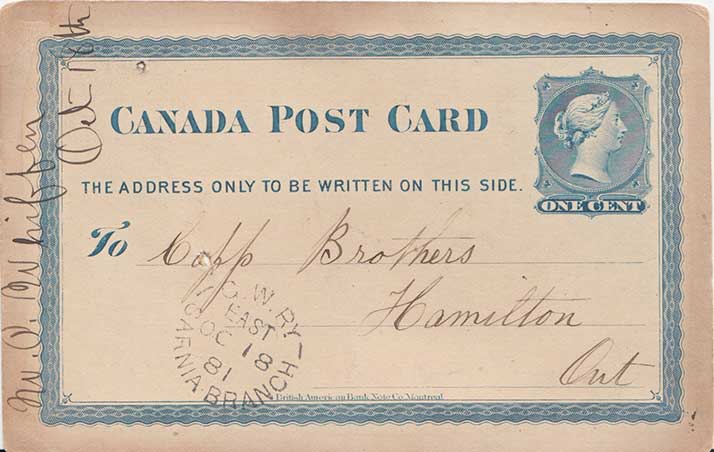 CANADA POST CARD
ONE CENT
THE ADDRESS ONLY TO BE WRITTEN ON THIS SIDE.
To Copp Brothers
Hamilton
Ont
G. W. RY
EAST
OC 18
81
SARNIA·BRANCH
British American Bank Note Co. Montreal
Whiffen
Oct 18th